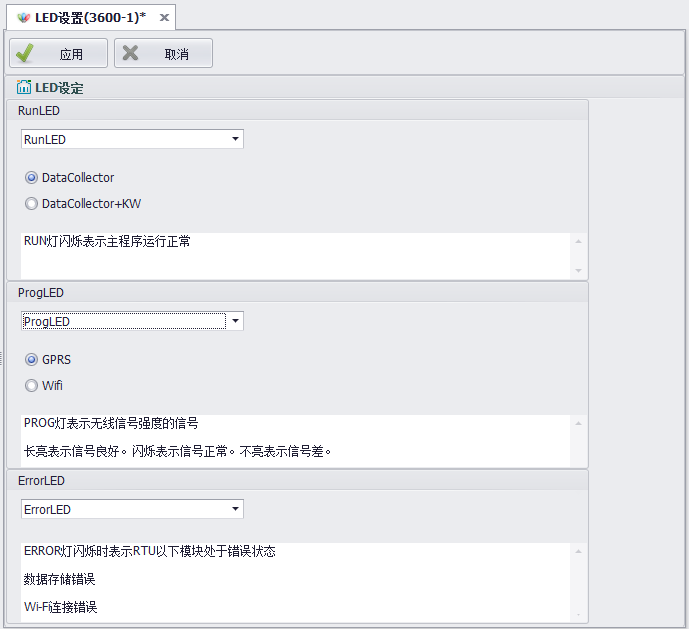 LED设置(3600-1)*
应用
取消
LED设定
RunLED
RunLED
DataCollector
DataCollector+KW
RUN灯闪烁表示主程序运行正常
ProgLED
ProgLED
GPRS
Wifi
PROG灯表示无线信号强度的信号
长亮表示信号良好。闪烁表示信号正常。不亮表示信号差。
ErrorLED
ErrorLED
ERROR灯闪烁时表示RTU以下模块处于错误状态
数据存储错误
Wi-F连接错误